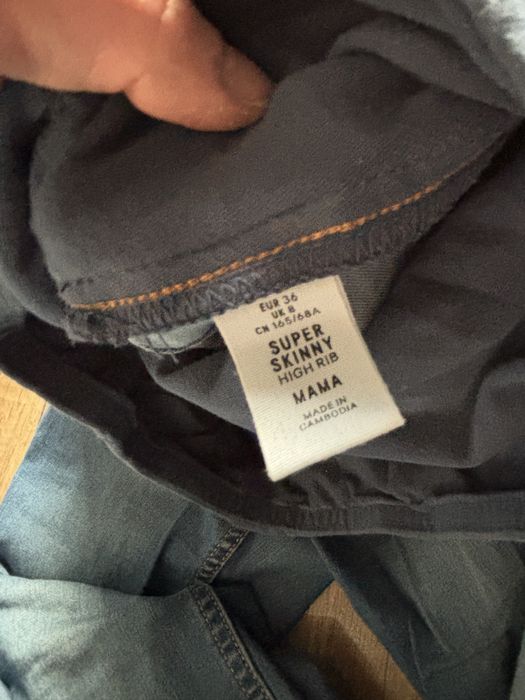 EUR 36
UK 8
CN 165/68A
SUPER
SKINNY
HIGH RIB
MAMA
MADE IN
CAMBODIA